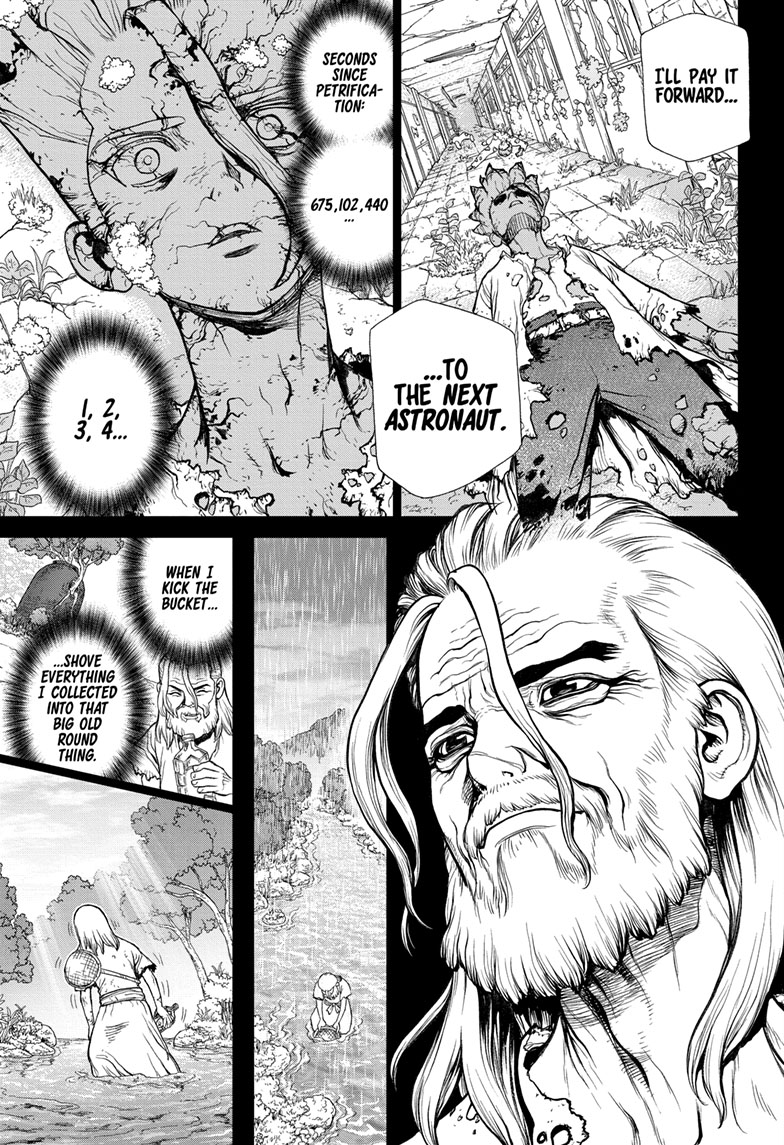 I'LL PAY IT
FORWARD...
...TO
THE NEXT
ASTRONAUT.
SECONDS
SINCE
PETRIFICA-
TION:
675,102,440
...
1, 2,
3, 4...
WHEN I
KICK THE
BUCKET...
...SHOVE
EVERYTHING
I COLLECTED
INTO THAT
BIG OLD
ROUND
THING.